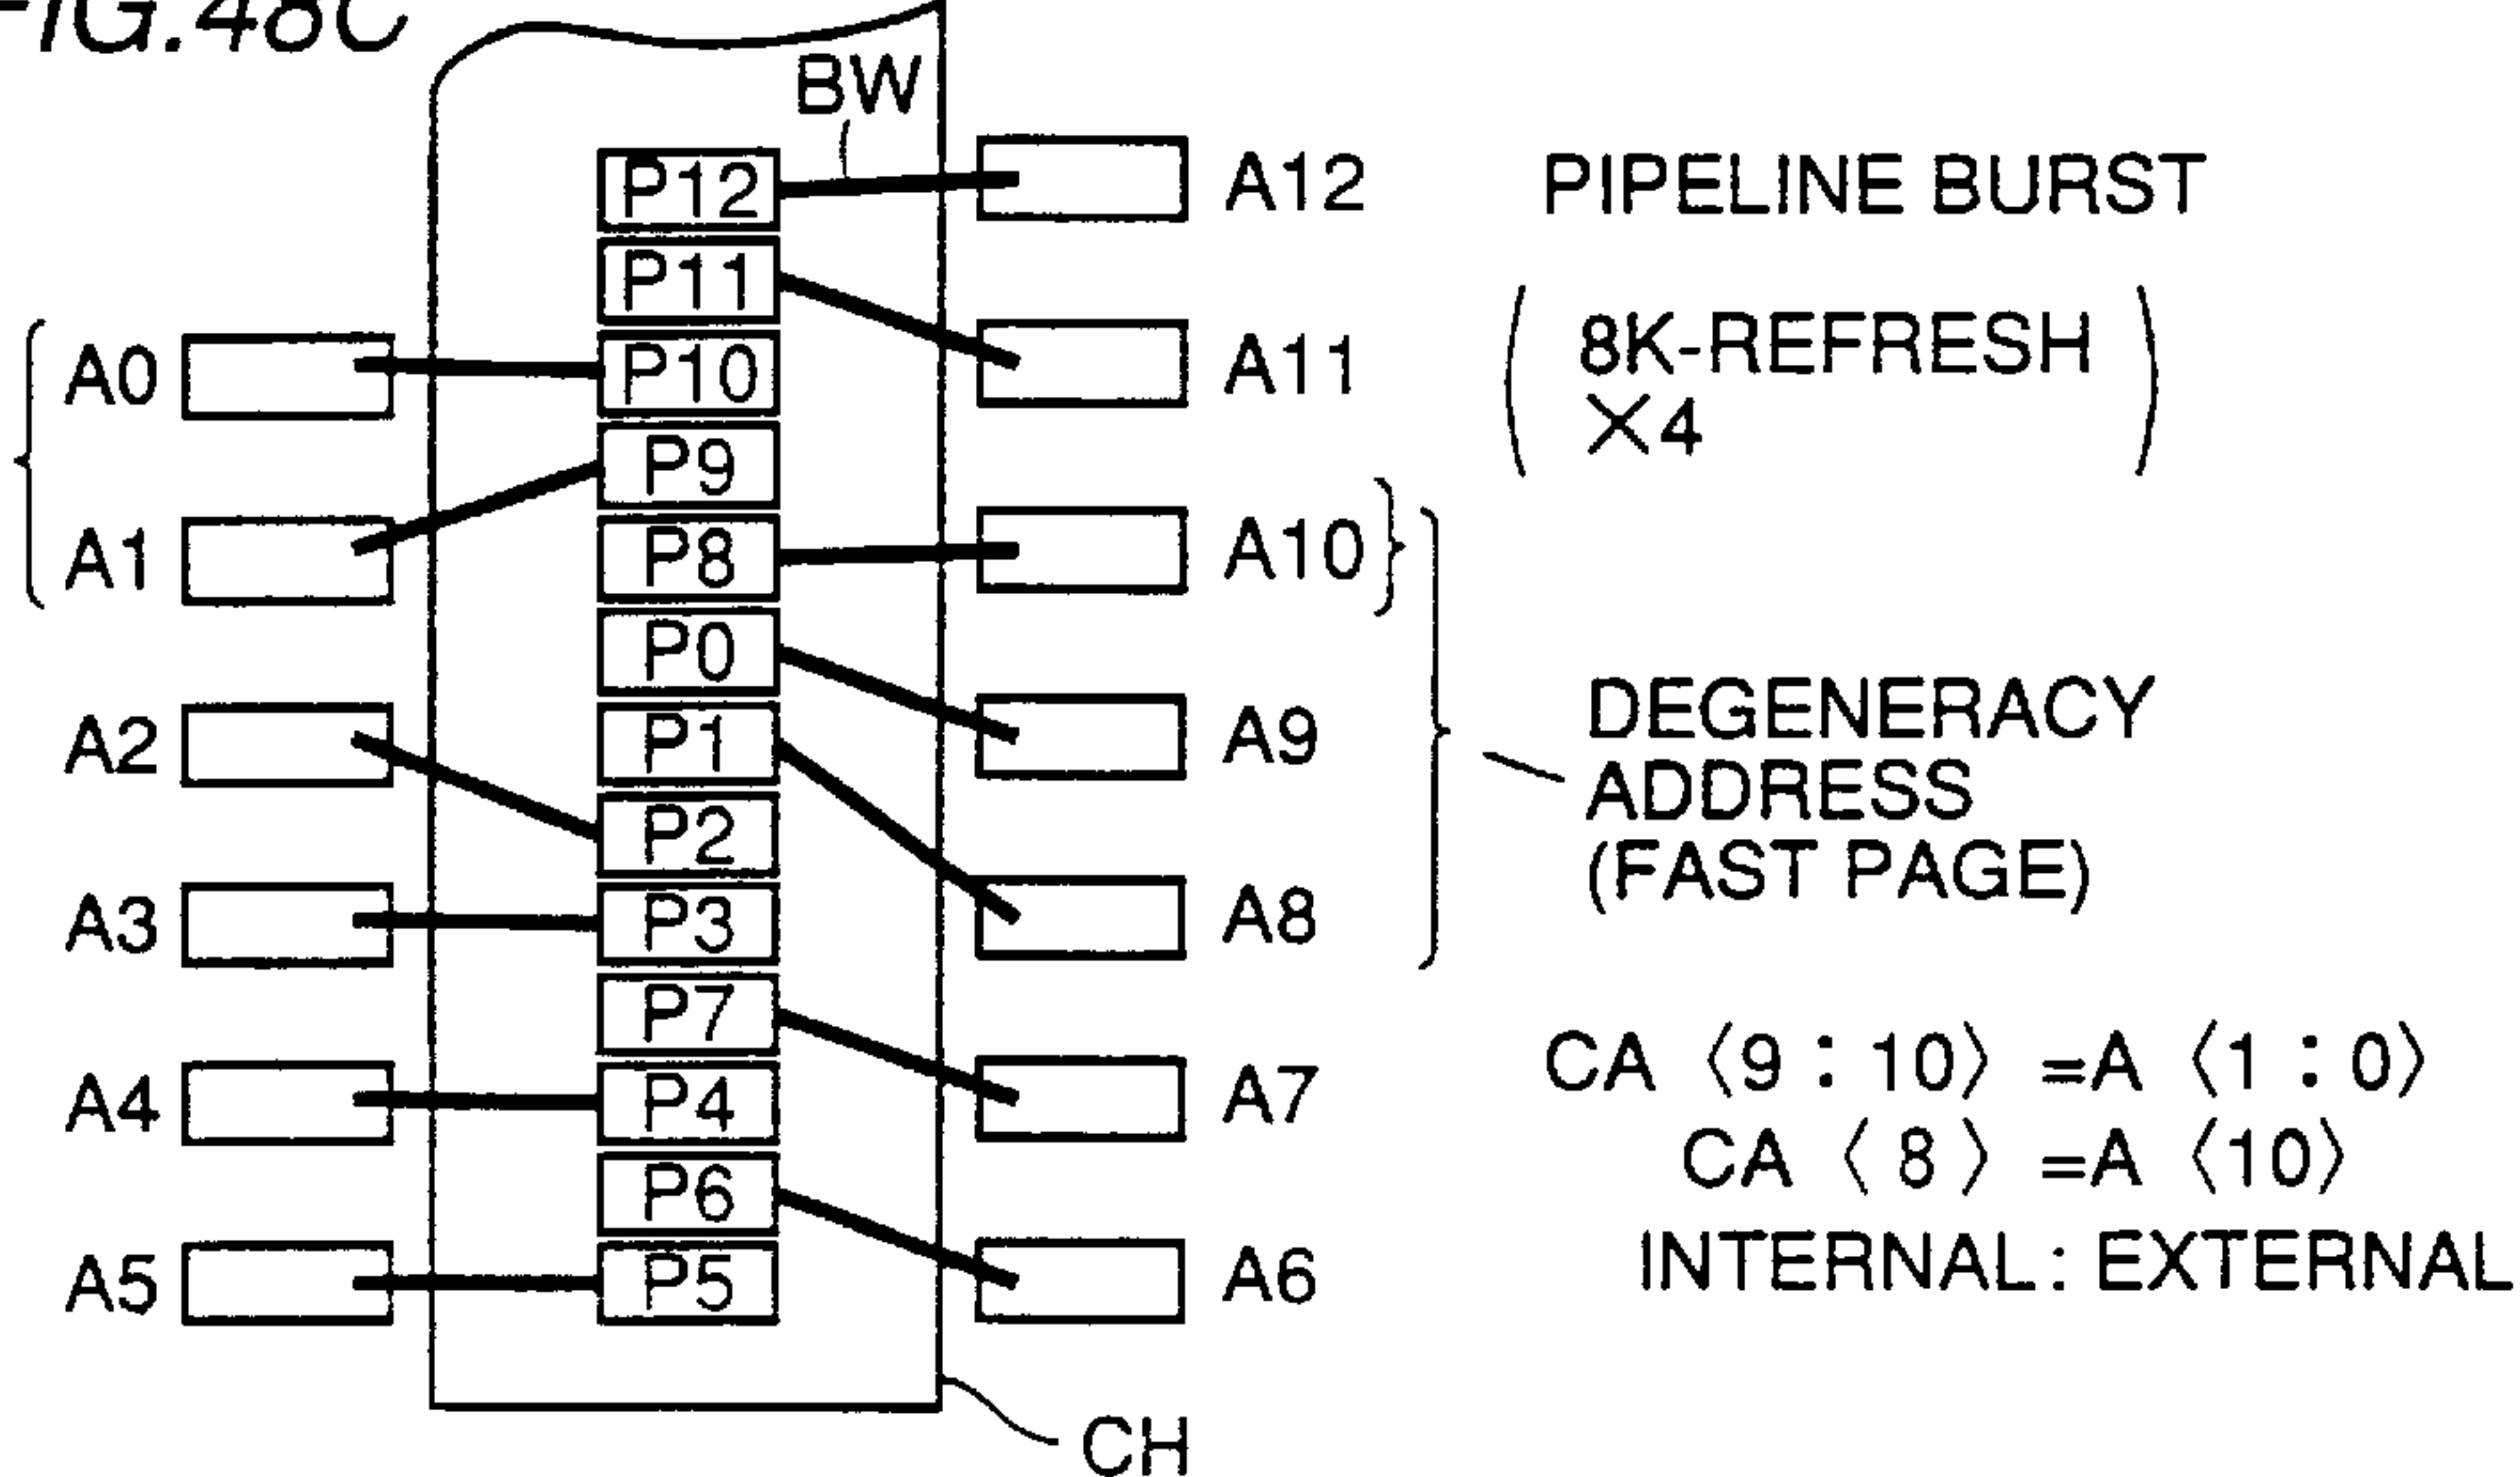 FIG.48C
BW
P12
A12
PIPELINE BURST
P11
A0
P10
A11
8K-REFRESH
×4
P9
A1
P8
A10
P0
A2
P1
A9
DEGENERACY
ADDRESS
(FAST PAGE)
P2
A3
P3
A8
P7
A4
P4
A7
CA 〈9 : 10〉 =A 〈1 : 0〉
CA 〈 8 〉 =A 〈10〉
P6
A5
P5
A6
INTERNAL : EXTERNAL
CH